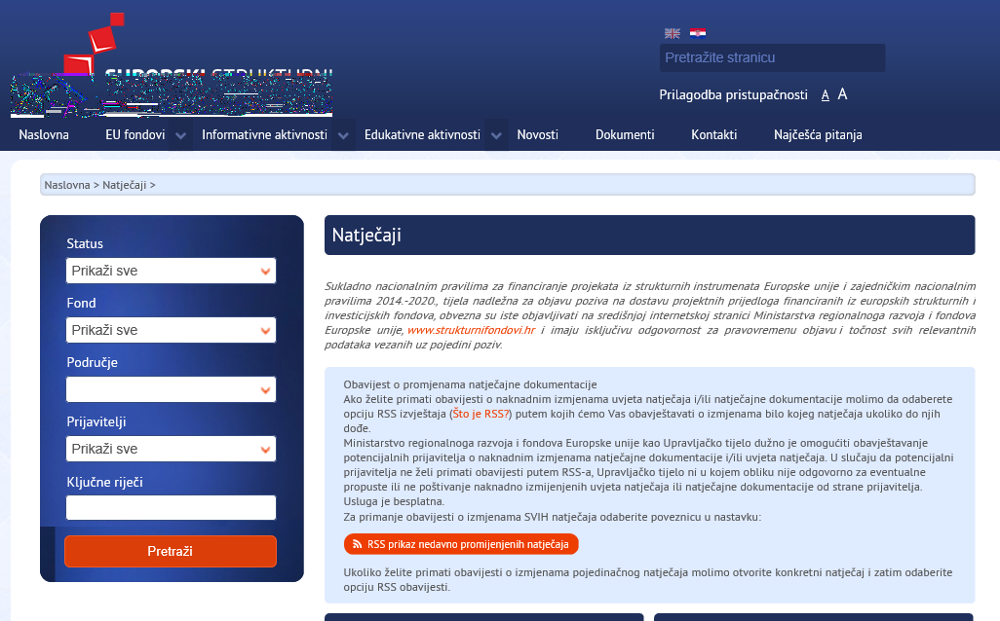 Pretražite stranicu
Prilagodba pristupačnosti A A
Naslovna EU fondovi Informativne aktivnosti Edukativne aktivnosti Novosti Dokumenti Kontakti Najčešća pitanja
Naslovna > Natječaji >
Status
Prikaži sve
Fond
Prikaži sve
Područje
Prijavitelji
Prikaži sve
Ključne riječi
Pretraži
Natječaji
Sukladno nacionalnim pravilima za financiranje projekata iz strukturnih instrumenata Europske unije i zajedničkim nacionalnim
pravilima 2014.-2020., tijela nadležna za objavu poziva na dostavu projektnih prijedloga financiranih iz europskih strukturnih i
investicijskih fondova, obvezna su iste objavljivati na središnjoj internetskoj stranici Ministarstva regionalnoga razvoja i fondova
Europske unije, www.strukturnifondovi.hr i imaju isključivu odgovornost za pravovremenu objavu i točnost svih relevantnih
podataka vezanih uz pojedini poziv.
Obavijest o promjenama natječajne dokumentacije
Ako želite primati obavijesti o naknadnim izmjenama uvjeta natječaja i/ili natječajne dokumentacije molimo da odaberete
opciju RSS izvještaja (Što je RSS?) putem kojih ćemo Vas obavještavati o izmjenama bilo kojeg natječaja ukoliko do njih
dođe.
Ministarstvo regionalnoga razvoja i fondova Europske unije kao Upravljačko tijelo dužno je omogućiti obavještavanje
potencijalnih prijavitelja o naknadnim izmjenama natječajne dokumentacije i/ili uvjeta natječaja. U slučaju da potencijalni
prijavitelja ne želi primati obavijesti putem RSS-a, Upravljačko tijelo ni u kojem obliku nije odgovorno za eventualne
propuste ili ne poštivanje naknadno izmijenjenih uvjeta natječaja ili natječajne dokumentacije od strane prijavitelja.
Usluga je besplatna.
Za primanje obavijesti o izmjenama SVIH natječaja odaberite poveznicu u nastavku:
RSS prikaz nedavno promijenjenih natječaja
Ukoliko želite primati obavijesti o izmjenama pojedinačnog natječaja molimo otvorite konkretni natječaj i zatim odaberite
opciju RSS obavijesti.